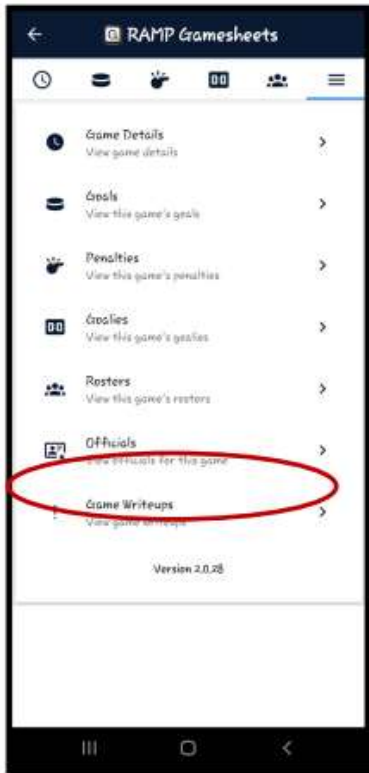 RAMP Gamesheets
Game Details
View game details
Goals
View this game's goals
Penalties
View this game's penalties
Goalies
View this game's goalies
Rosters
View this game's rosters
Officials
View officials for this game
Game Writeups
View game writeups
Version 2.0.28